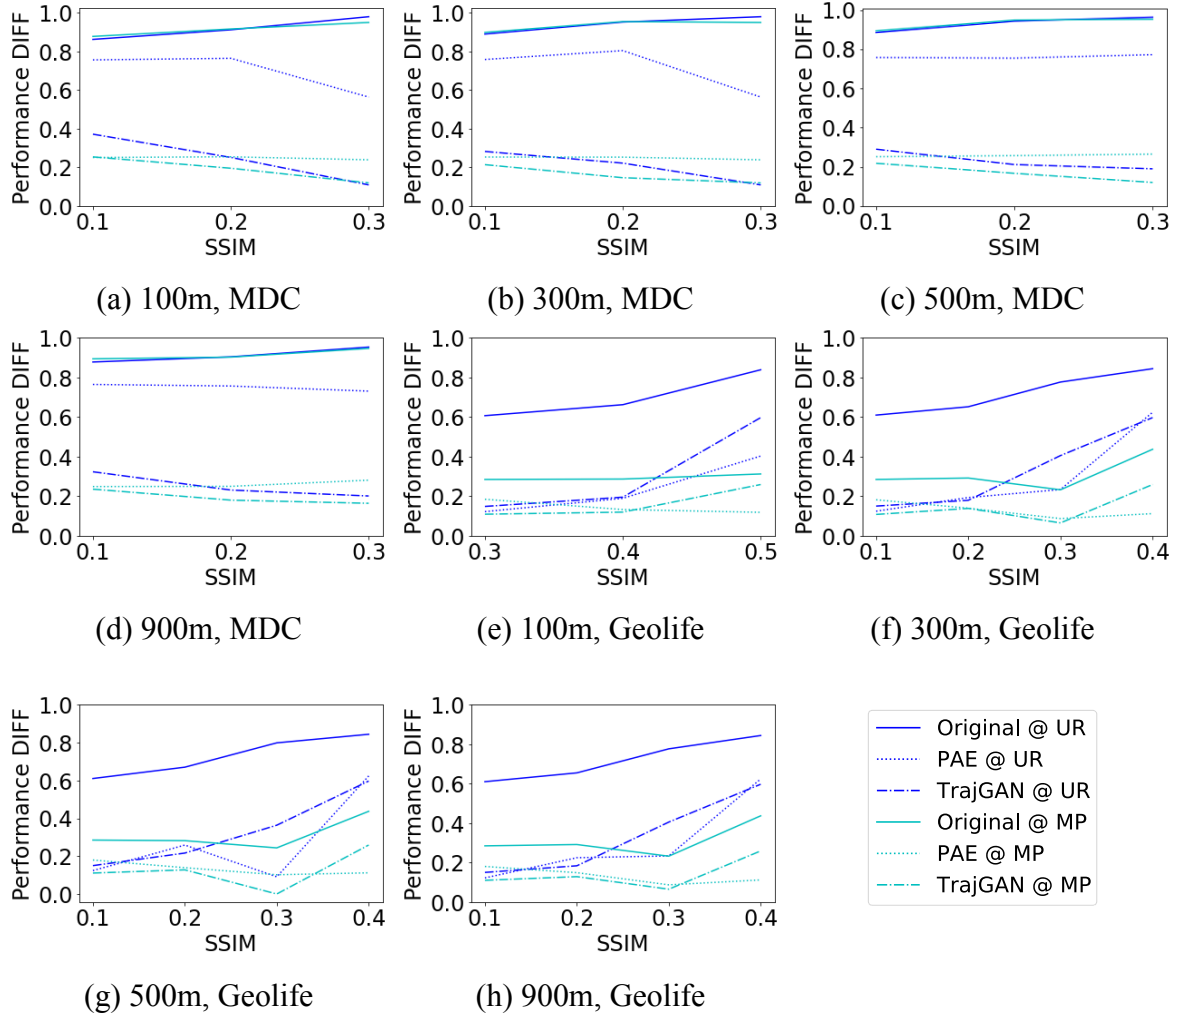 Performance DIFF
1.0
0.8
0.6
0.4
0.2
0.0
0.1 0.2 0.3
SSIM
(a) 100m, MDC
Performance DIFF
1.0
0.8
0.6
0.4
0.2
0.0
0.1 0.2 0.3
SSIM
(b) 300m, MDC
Performance DIFF
1.0
0.8
0.6
0.4
0.2
0.0
0.1 0.2 0.3
SSIM
(c) 500m, MDC
Performance DIFF
1.0
0.8
0.6
0.4
0.2
0.0
0.1 0.2 0.3
SSIM
(d) 900m, MDC
Performance DIFF
1.0
0.8
0.6
0.4
0.2
0.0
0.3 0.4 0.5
SSIM
(e) 100m, Geolife
Performance DIFF
1.0
0.8
0.6
0.4
0.2
0.0
0.1 0.2 0.3 0.4
SSIM
(f) 300m, Geolife
Performance DIFF
1.0
0.8
0.6
0.4
0.2
0.0
0.1 0.2 0.3 0.4
SSIM
(g) 500m, Geolife
Performance DIFF
1.0
0.8
0.6
0.4
0.2
0.0
0.1 0.2 0.3 0.4
SSIM
(h) 900m, Geolife
Original @ UR
PAE @ UR
TrajGAN @ UR
Original @ MP
PAE @ MP
TrajGAN @ MP